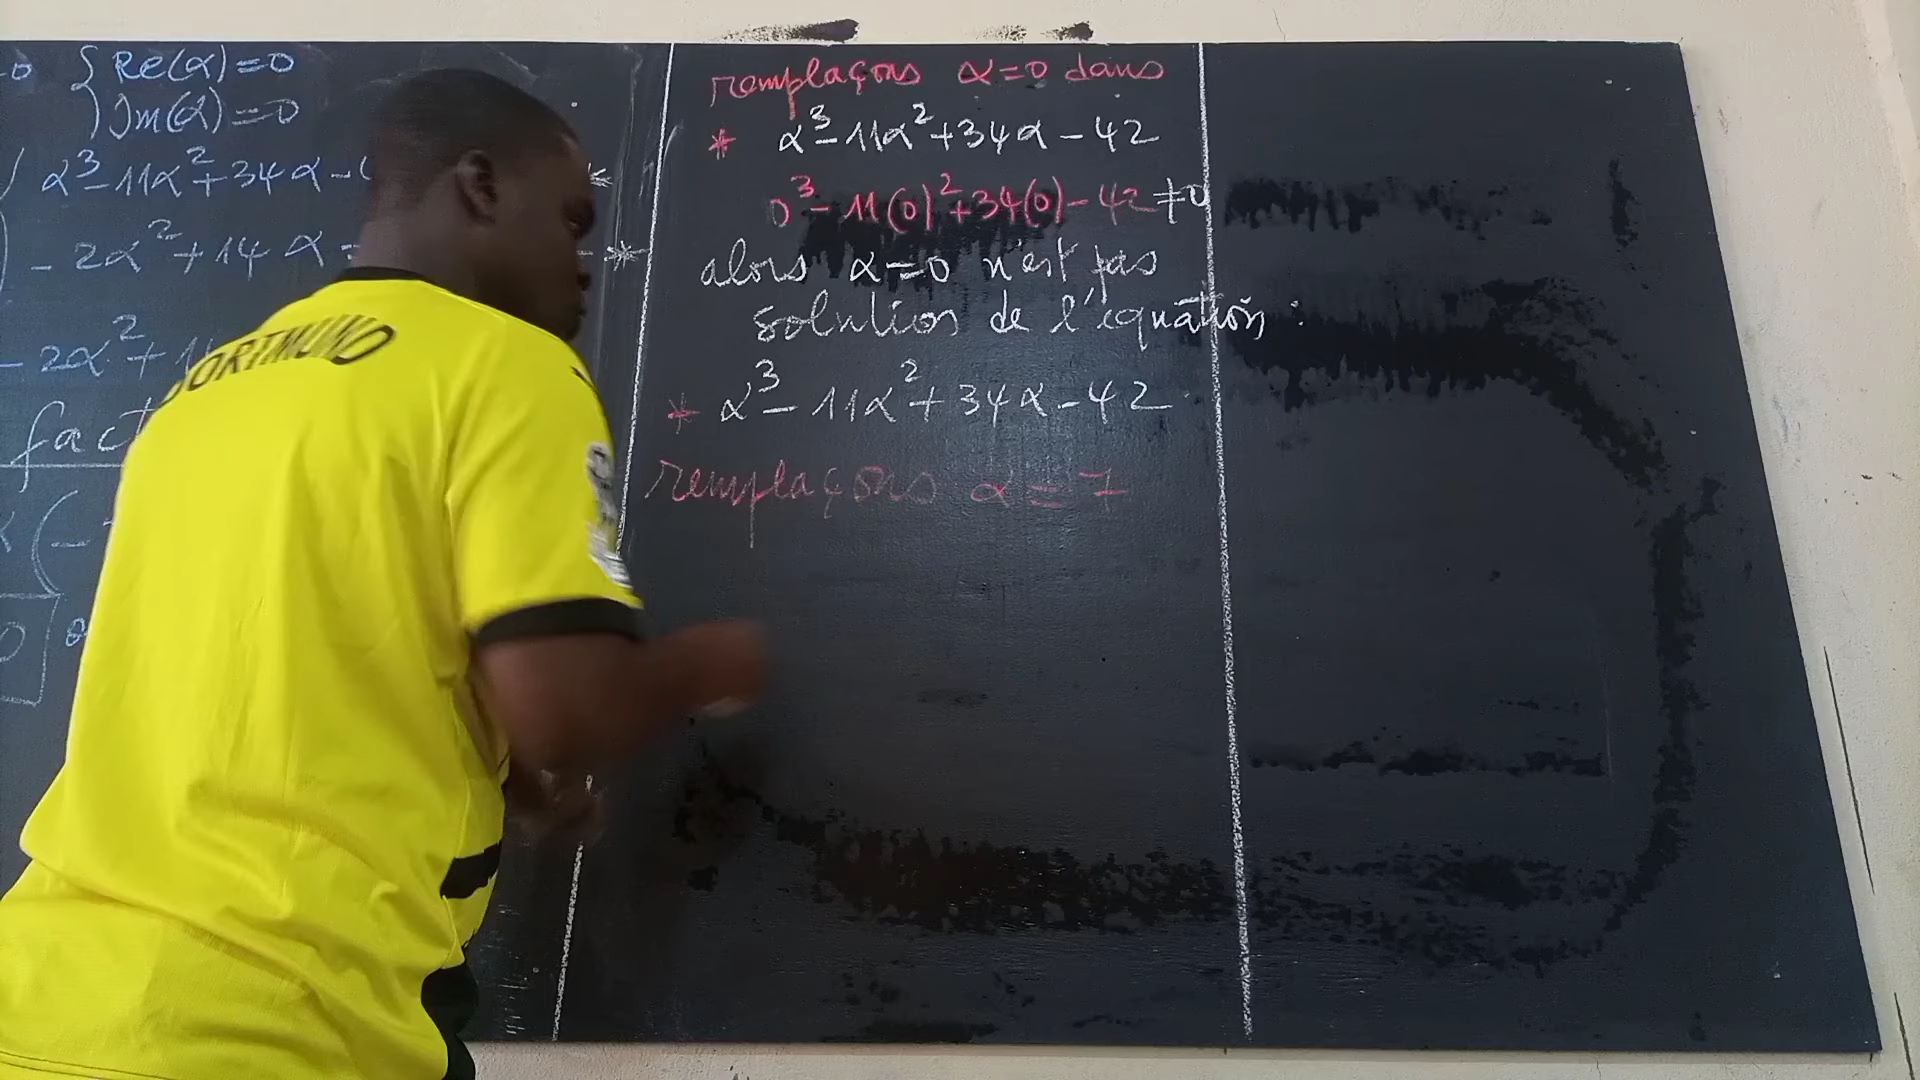 {Re(α)=0
Im(α)=0
α³-11α²+34α-
-2α²+14α=
-2α²+1
fact
(-
remplaçons α=0 dans
* α³-11α²+34α-42
0³-11(0)²+34(0)-42≠0
alors α=0 n'est pas
solution de l'équation:
* α³-11α²+34α-42
remplaçons α=7
DORTMUND